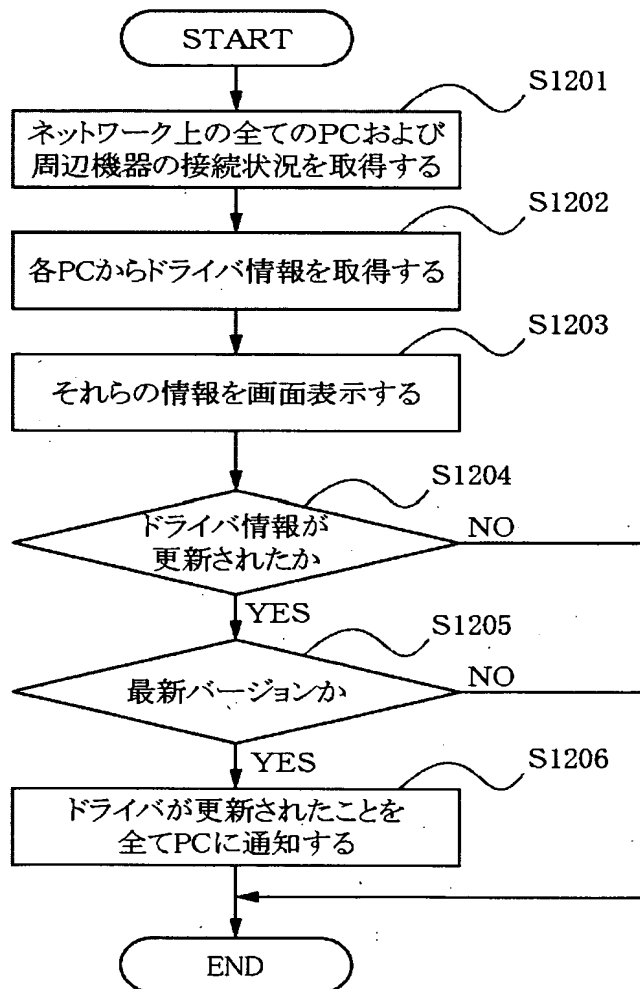 START
S1201
ネットワーク上の全てのPCおよび
周辺機器の接続状況を取得する
S1202
各PCからドライバ情報を取得する
S1203
それらの情報を画面表示する
S1204
ドライバ情報が
更新されたか
NO
YES
S1205
最新バージョンか
NO
YES
S1206
ドライバが更新されたことを
全てPCに通知する
END